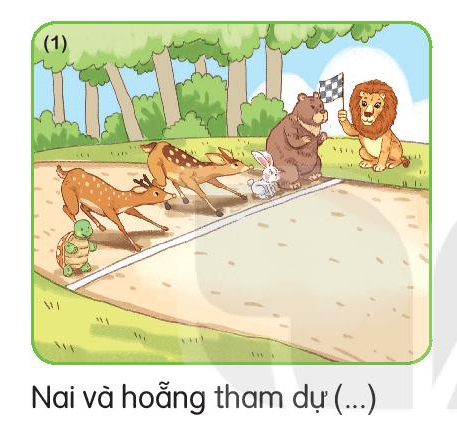 (1)
Nai và hoẵng tham dự (...)